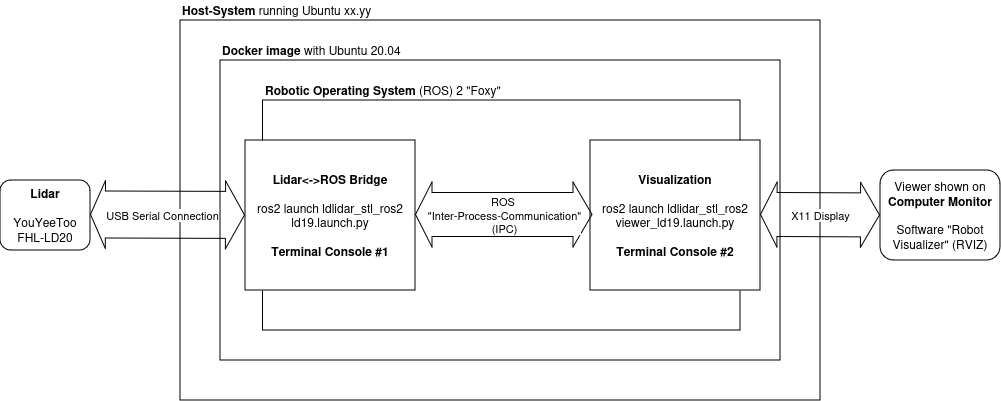 Host-System running Ubuntu xx.yy
Docker image with Ubuntu 20.04
Robotic Operating System (ROS) 2 "Foxy"
Lidar
YouYeeToo
FHL-LD20
USB Serial Connection
Lidar<->ROS Bridge
ros2 launch ldlidar_stl_ros2
ld19.launch.py
Terminal Console #1
ROS
"Inter-Process-Communication"
(IPC)
Visualization
ros2 launch ldlidar_stl_ros2
viewer_ld19.launch.py
Terminal Console #2
X11 Display
Viewer shown on
Computer Monitor
Software "Robot
Visualizer" (RVIZ)